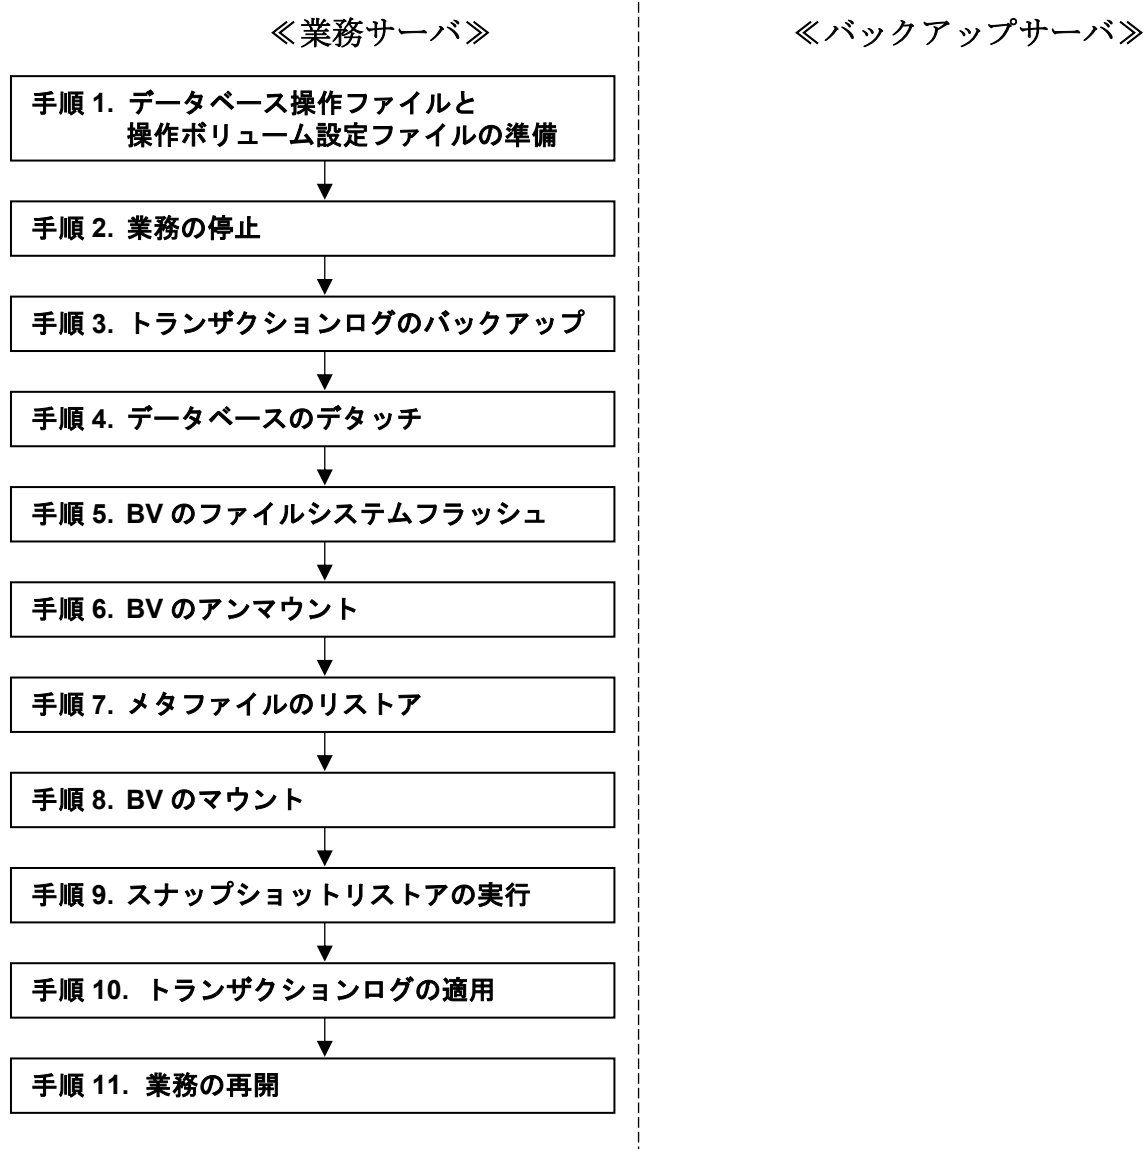 ≪業務サーバ≫
≪バックアップサーバ≫
手順 1. データベース操作ファイルと
操作ボリューム設定ファイルの準備
手順 2. 業務の停止
手順 3. トランザクションログのバックアップ
手順 4. データベースのデタッチ
手順 5. BV のファイルシステムフラッシュ
手順 6. BV のアンマウント
手順 7. メタファイルのリストア
手順 8. BV のマウント
手順 9. スナップショットリストアの実行
手順 10. トランザクションログの適用
手順 11. 業務の再開